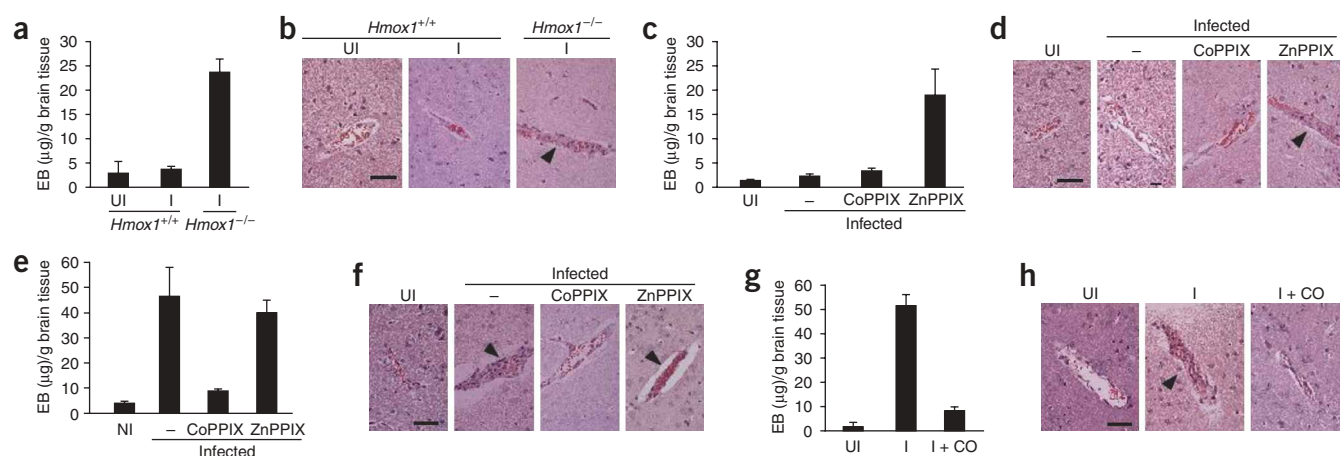 a
EB (µg)/g brain tissue
30
25
20
15
10
5
0
UI I I
Hmox1+/+ Hmox1−/−
b
Hmox1+/+ Hmox1−/−
UI I I
c
EB (µg)/g brain tissue
30
25
20
15
10
5
0
UI – CoPPIX ZnPPIX
Infected
d
Infected
UI – CoPPIX ZnPPIX
e
EB (µg)/g brain tissue
60
50
40
30
20
10
0
NI – CoPPIX ZnPPIX
Infected
f
Infected
UI – CoPPIX ZnPPIX
g
EB (µg)/g brain tissue
60
50
40
30
20
10
0
UI I I + CO
h
UI I I + CO